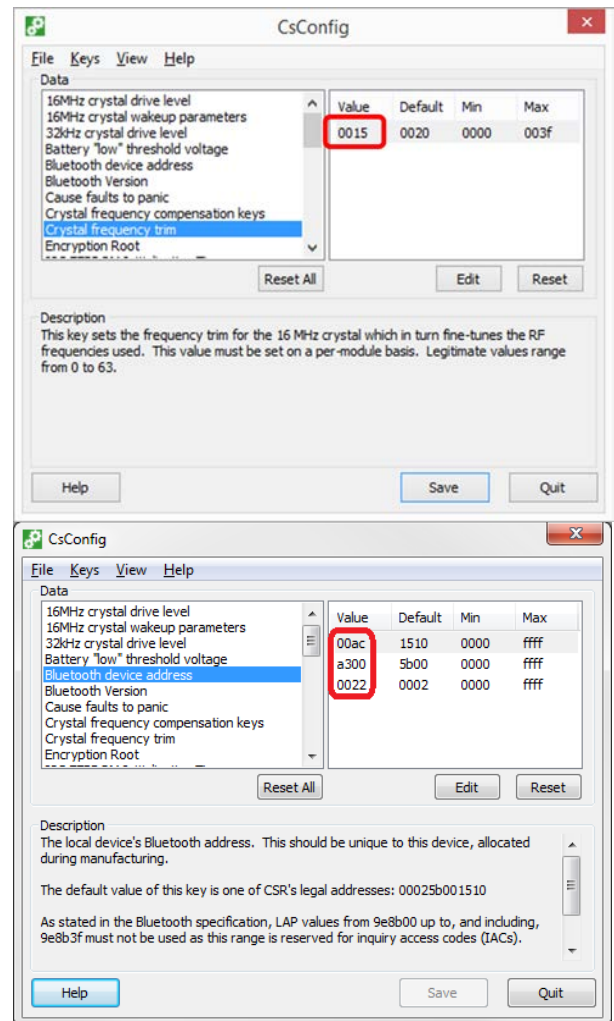 CsConfig
File Keys View Help
Data
16MHz crystal drive level
16MHz crystal wakeup parameters
32kHz crystal drive level
Battery "low" threshold voltage
Bluetooth device address
Bluetooth Version
Cause faults to panic
Crystal frequency compensation keys
Crystal frequency trim
Encryption Root
Value Default Min Max
0015 0020 0000 003f
Reset All Edit Reset
Description
This key sets the frequency trim for the 16 MHz crystal which in turn fine-tunes the RF
frequencies used. This value must be set on a per-module basis. Legitimate values range
from 0 to 63.
Help Save Quit
CsConfig
File Keys View Help
Data
16MHz crystal drive level
16MHz crystal wakeup parameters
32kHz crystal drive level
Battery "low" threshold voltage
Bluetooth device address
Bluetooth Version
Cause faults to panic
Crystal frequency compensation keys
Crystal frequency trim
Encryption Root
Value Default Min Max
00ac 1510 0000 ffff
a300 5b00 0000 ffff
0022 0002 0000 ffff
Reset All Edit Reset
Description
The local device's Bluetooth address. This should be unique to this device, allocated
during manufacturing.
The default value of this key is one of CSR's legal addresses: 00025b001510
As stated in the Bluetooth specification, LAP values from 9e8b00 up to, and including,
9e8b3f must not be used as this range is reserved for inquiry access codes (IACs).
Help Save Quit